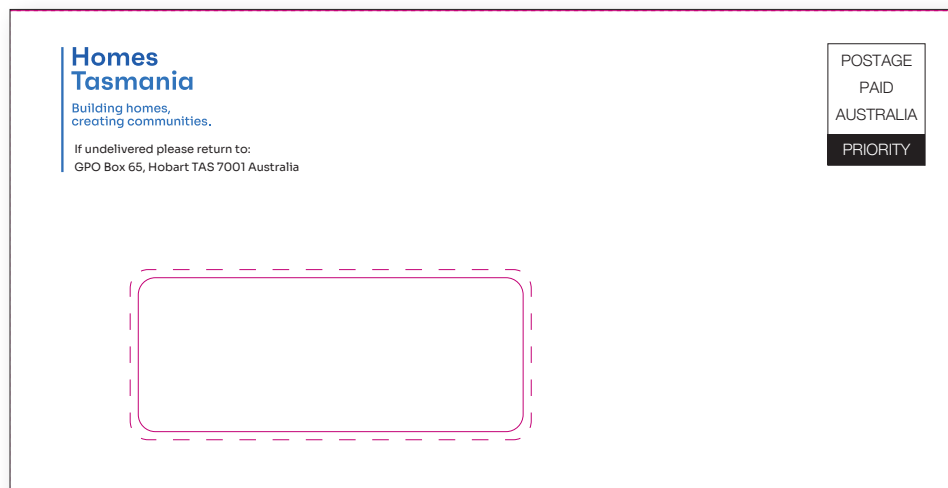 Homes
Tasmania
Building homes,
creating communities.
If undelivered please return to:
GPO Box 65, Hobart TAS 7001 Australia
POSTAGE
PAID
AUSTRALIA
PRIORITY